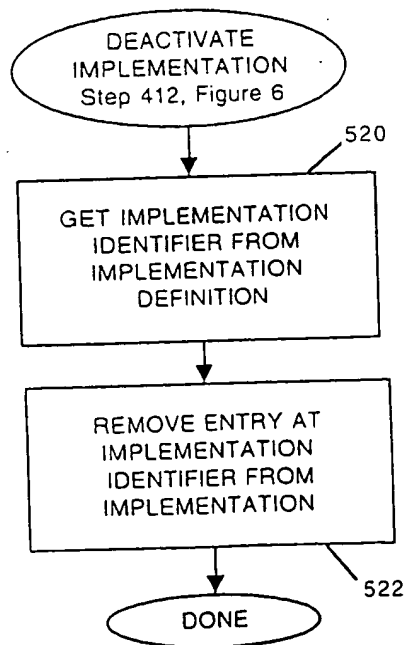 DEACTIVATE
IMPLEMENTATION
Step 412, Figure 6
520
GET IMPLEMENTATION
IDENTIFIER FROM
IMPLEMENTATION
DEFINITION
REMOVE ENTRY AT
IMPLEMENTATION
IDENTIFIER FROM
IMPLEMENTATION
522
DONE